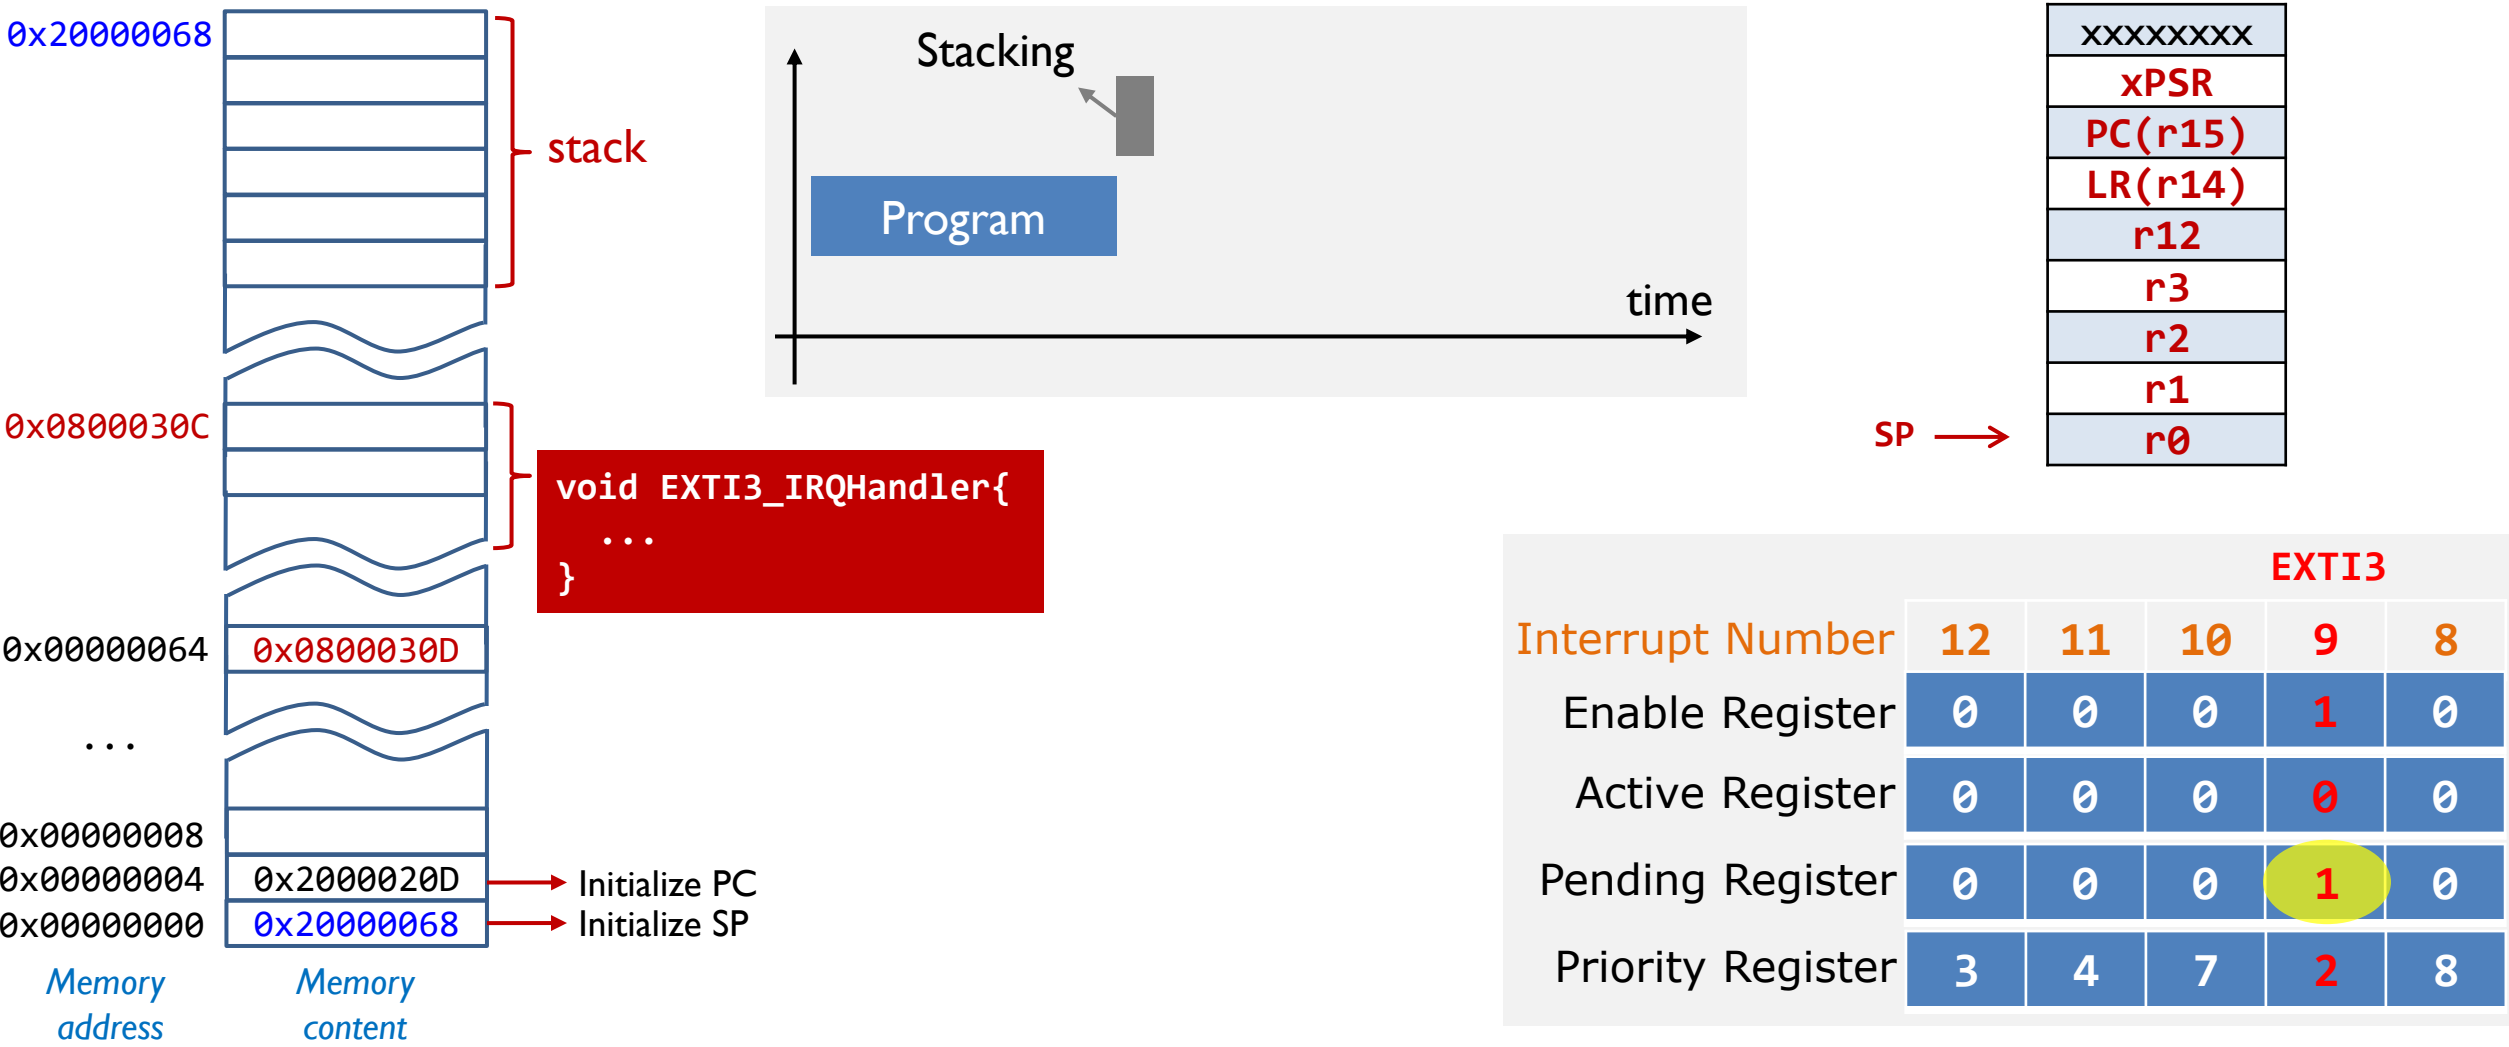 0x20000068
stack
0x0800030C
void EXTI3_IRQHandler{
...
}
0x00000064 0x0800030D
...
0x00000008
0x00000004 0x2000020D Initialize PC
0x00000000 0x20000068 Initialize SP
Memory address
Memory content
Stacking
Program
time
xxxxxxxx
xPSR
PC(r15)
LR(r14)
r12
r3
r2
r1
SP r0
EXTI3
Interrupt Number 12 11 10 9 8
Enable Register 0 0 0 1 0
Active Register 0 0 0 0 0
Pending Register 0 0 0 1 0
Priority Register 3 4 7 2 8